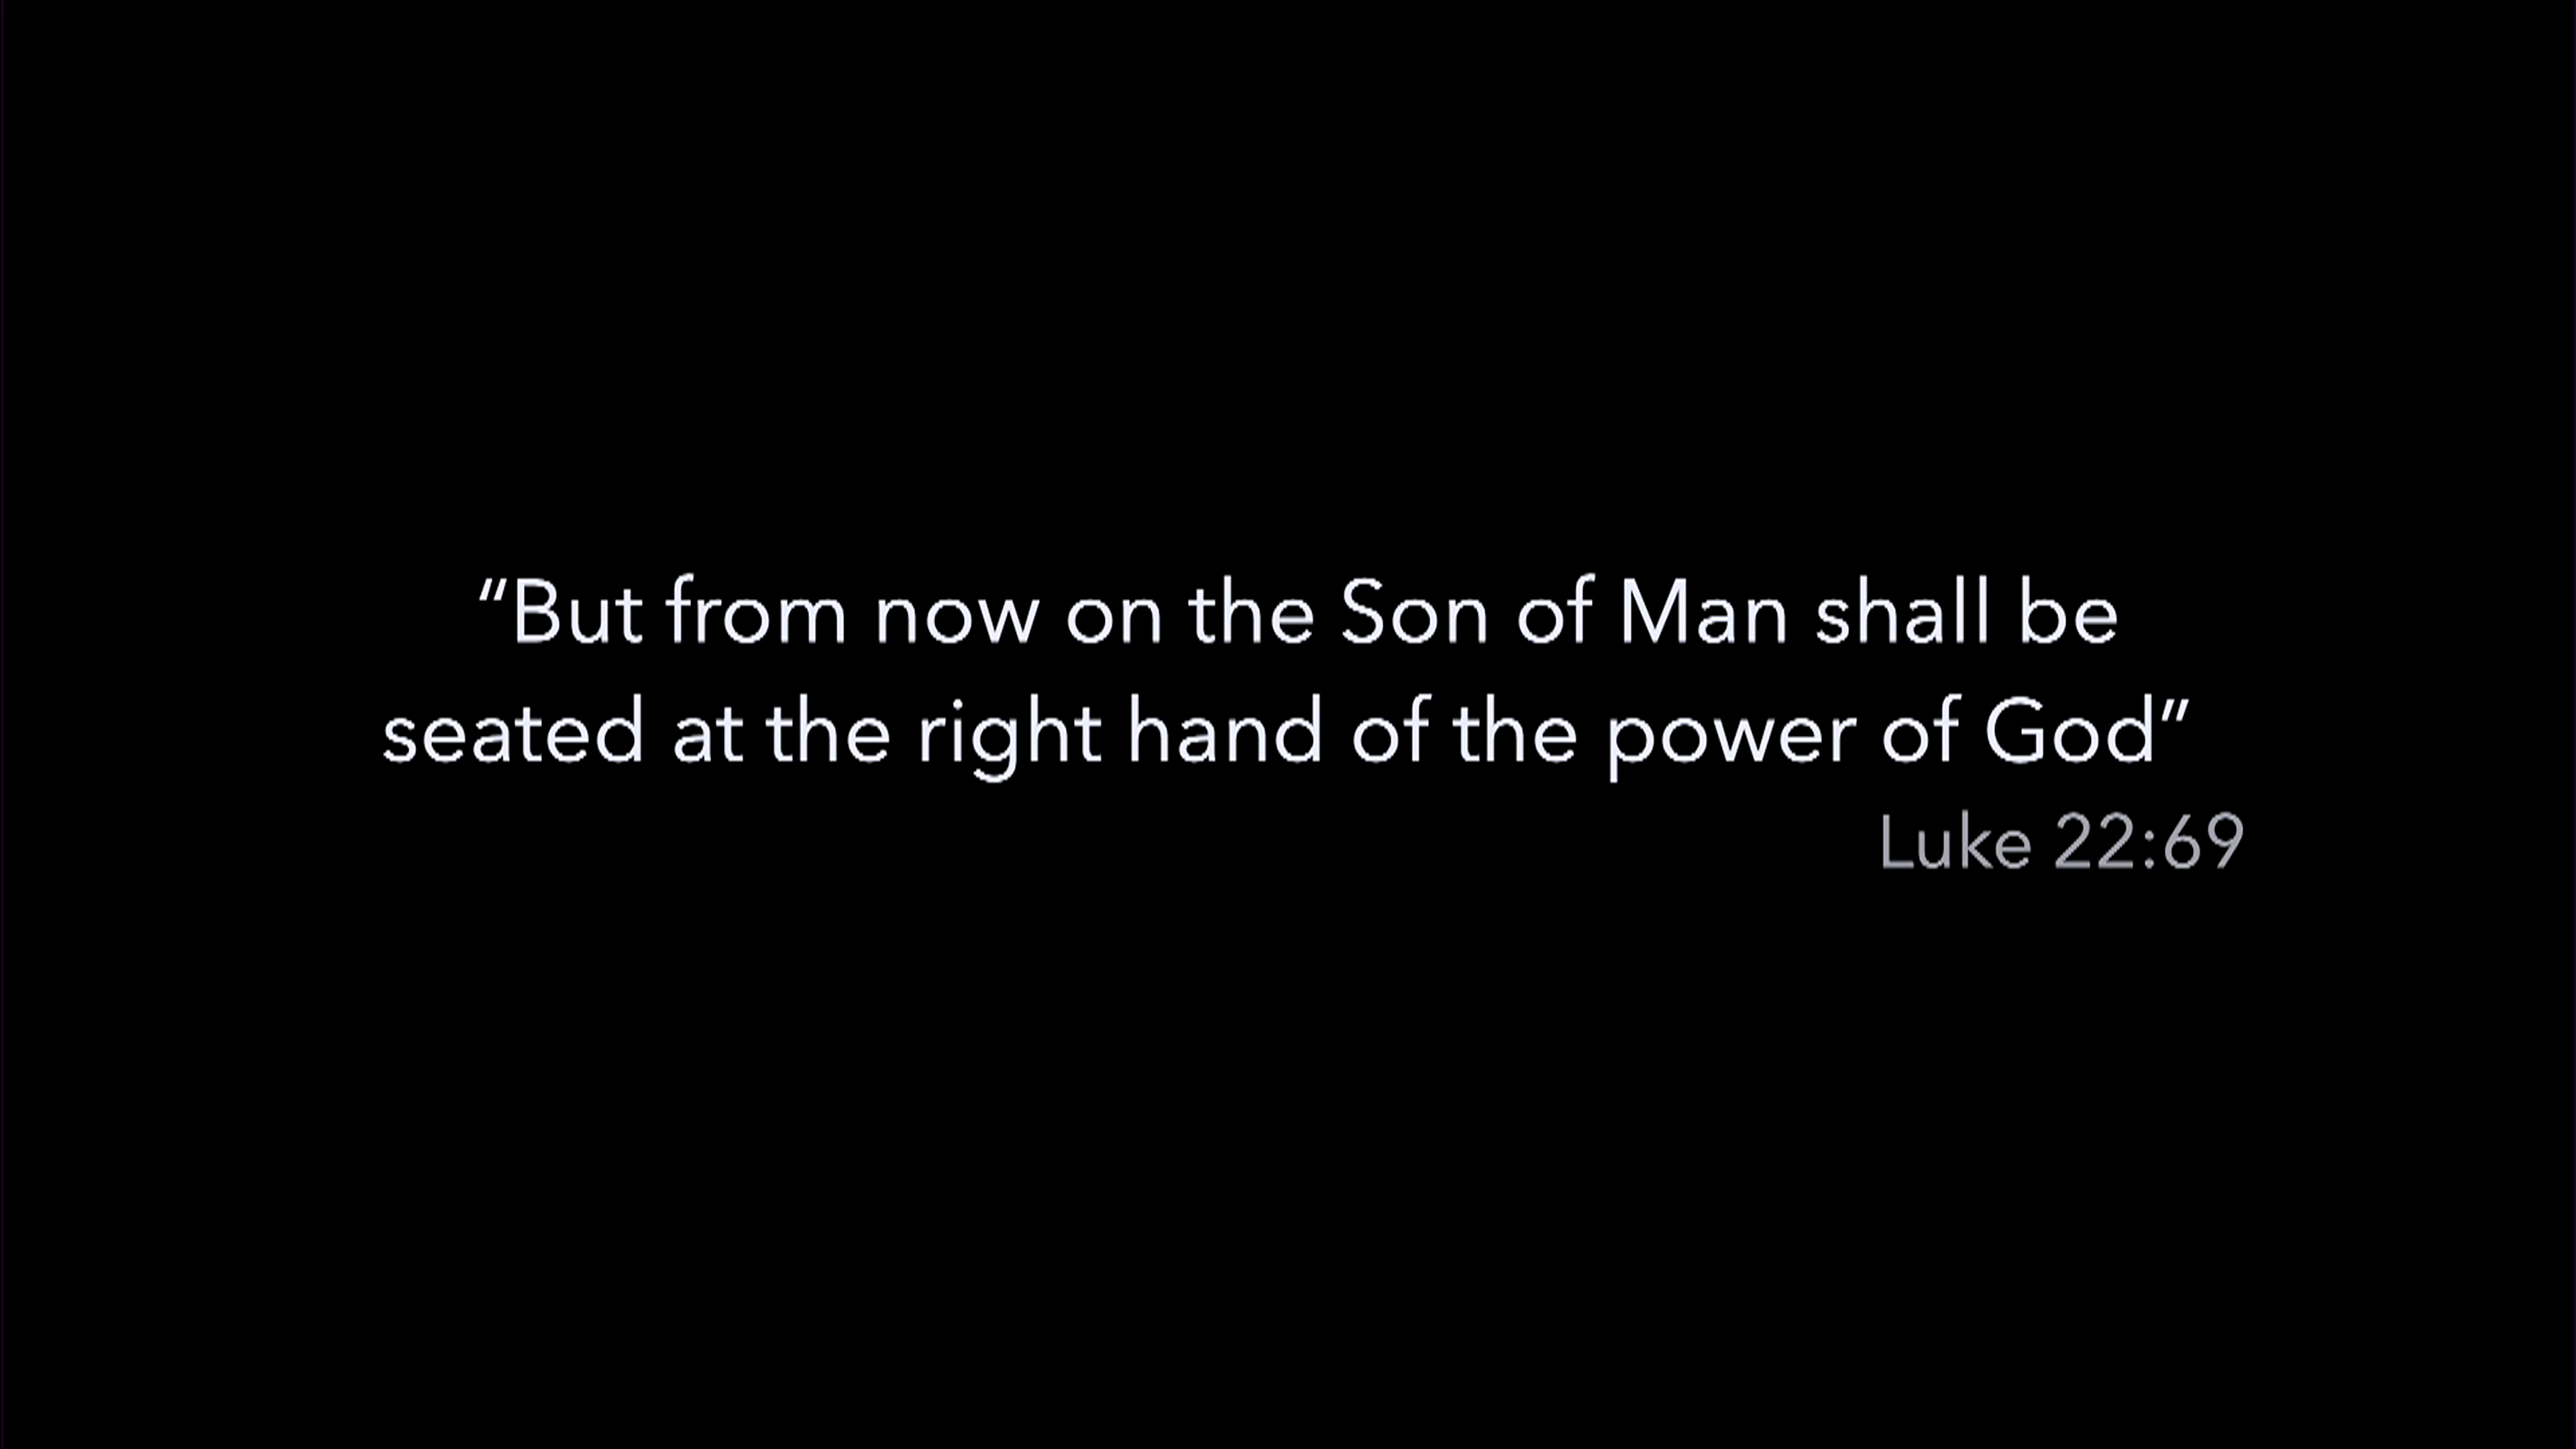 “But from now on the Son of Man shall be
seated at the right hand of the power of God”
Luke 22:69